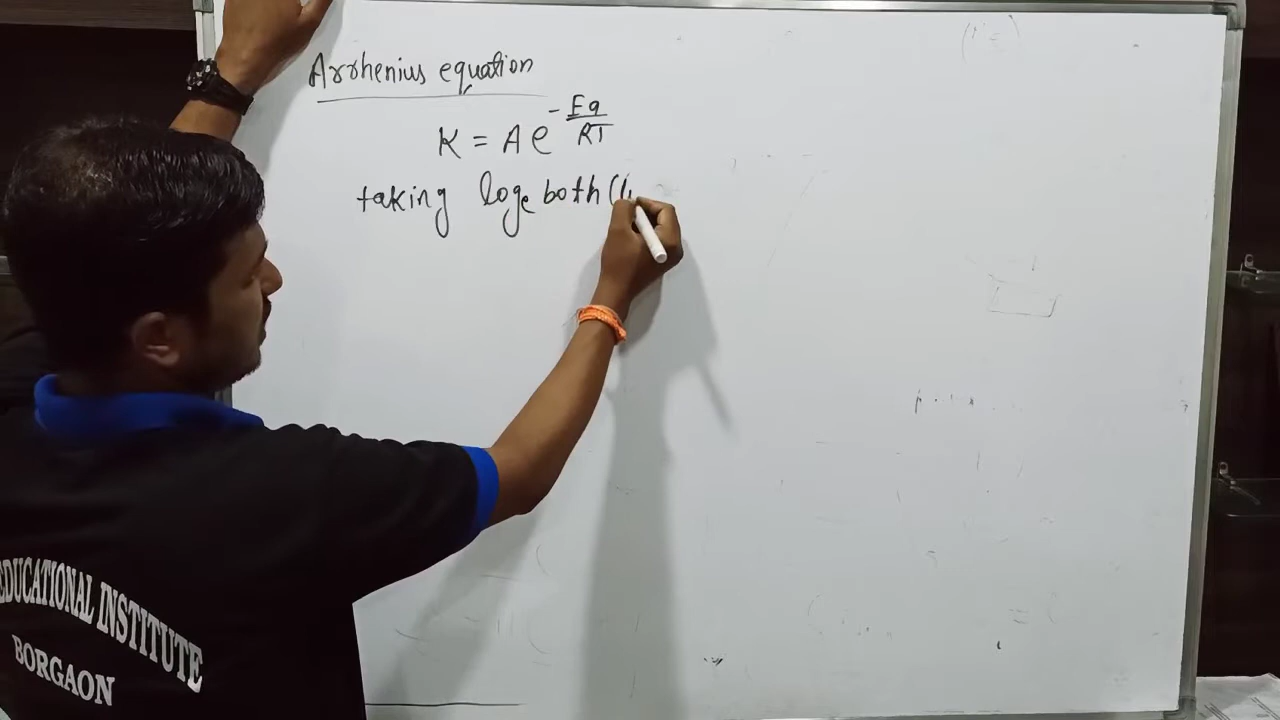 Arrhenius equation
K = A e^-Ea/RT
taking loge both (l
EDUCATIONAL INSTITUTE
BORGAON